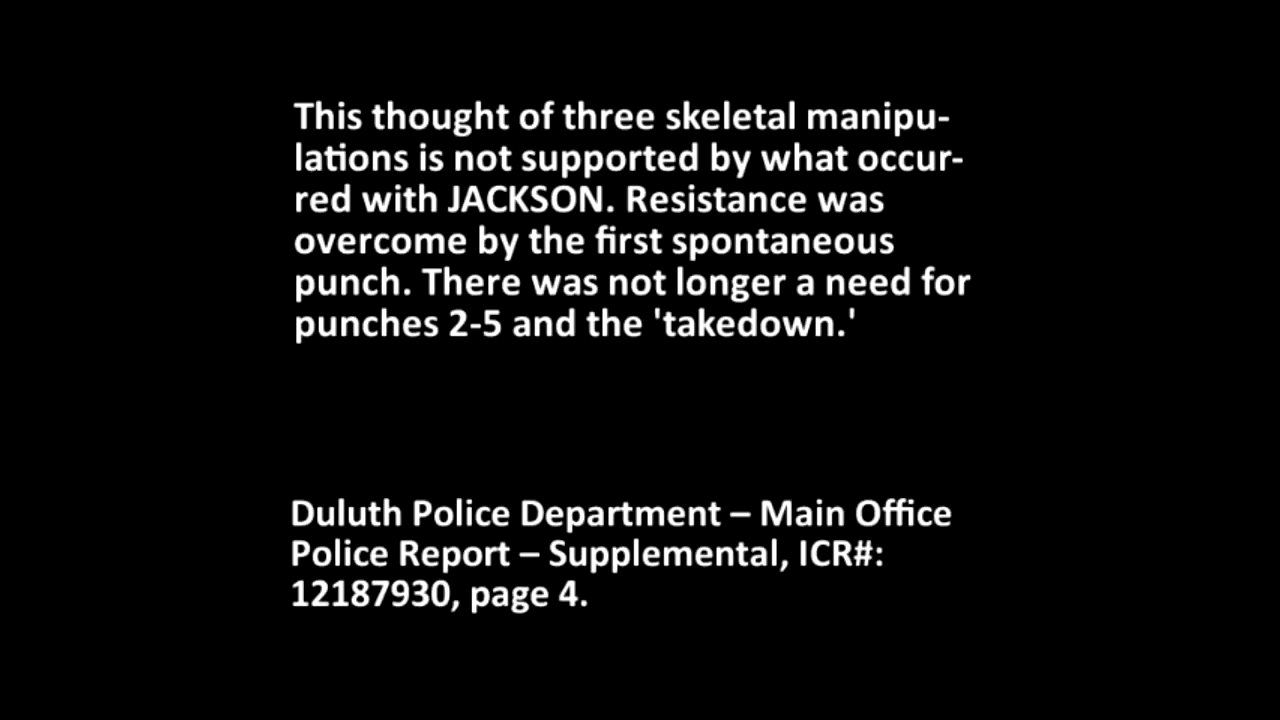 This thought of three skeletal manipu-
lations is not supported by what occur-
red with JACKSON. Resistance was
overcome by the first spontaneous
punch. There was not longer a need for
punches 2-5 and the 'takedown.'
Duluth Police Department – Main Office
Police Report – Supplemental, ICR#:
12187930, page 4.